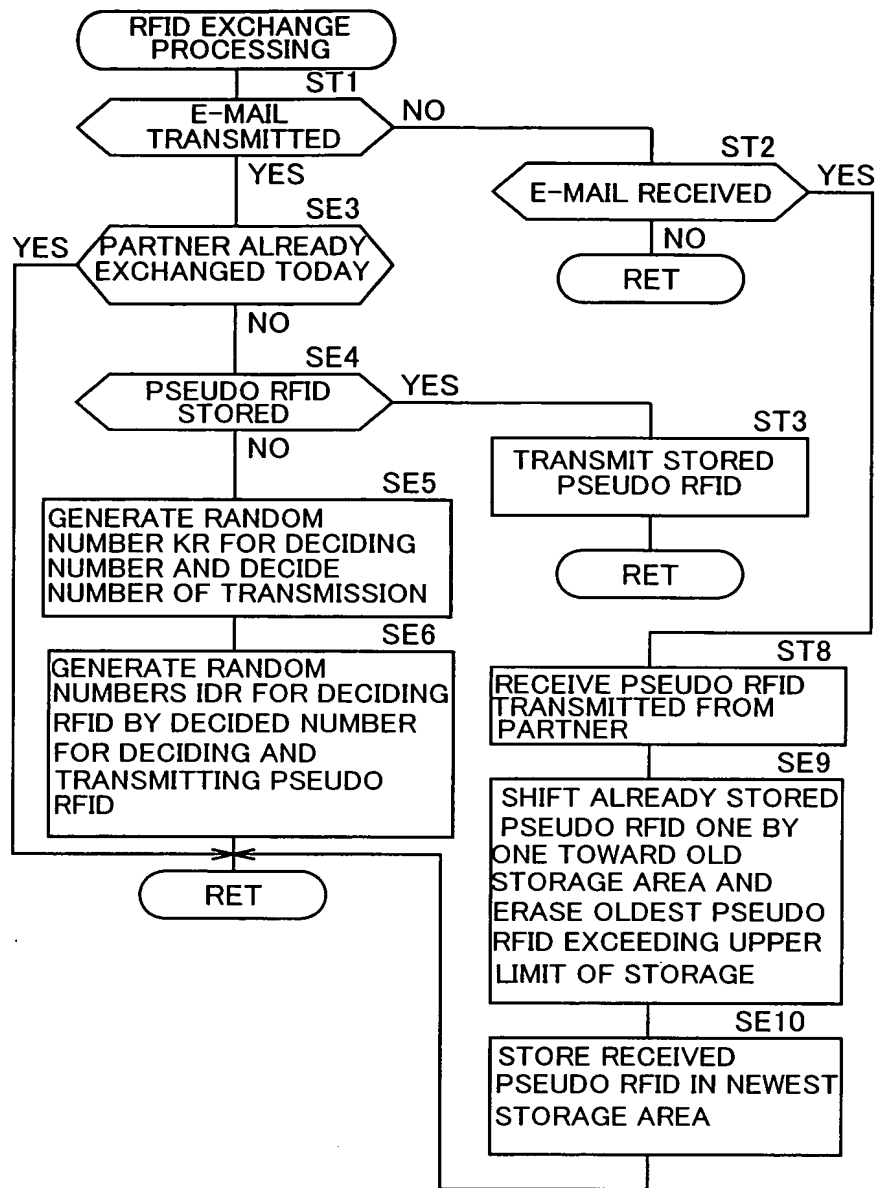 RFID EXCHANGE
PROCESSING
ST1
E-MAIL
TRANSMITTED
NO
YES
ST2
E-MAIL RECEIVED
YES
NO
RET
SE3
YES
PARTNER ALREADY
EXCHANGED TODAY
NO
SE4
PSEUDO RFID
STORED
YES
NO
ST3
TRANSMIT STORED
PSEUDO RFID
RET
SE5
GENERATE RANDOM
NUMBER KR FOR DECIDING
NUMBER AND DECIDE
NUMBER OF TRANSMISSION
SE6
GENERATE RANDOM
NUMBERS IDR FOR DECIDING
RFID BY DECIDED NUMBER
FOR DECIDING AND
TRANSMITTING PSEUDO
RFID
RET
ST8
RECEIVE PSEUDO RFID
TRANSMITTED FROM
PARTNER
SE9
SHIFT ALREADY STORED
PSEUDO RFID ONE BY
ONE TOWARD OLD
STORAGE AREA AND
ERASE OLDEST PSEUDO
RFID EXCEEDING UPPER
LIMIT OF STORAGE
SE10
STORE RECEIVED
PSEUDO RFID IN NEWEST
STORAGE AREA